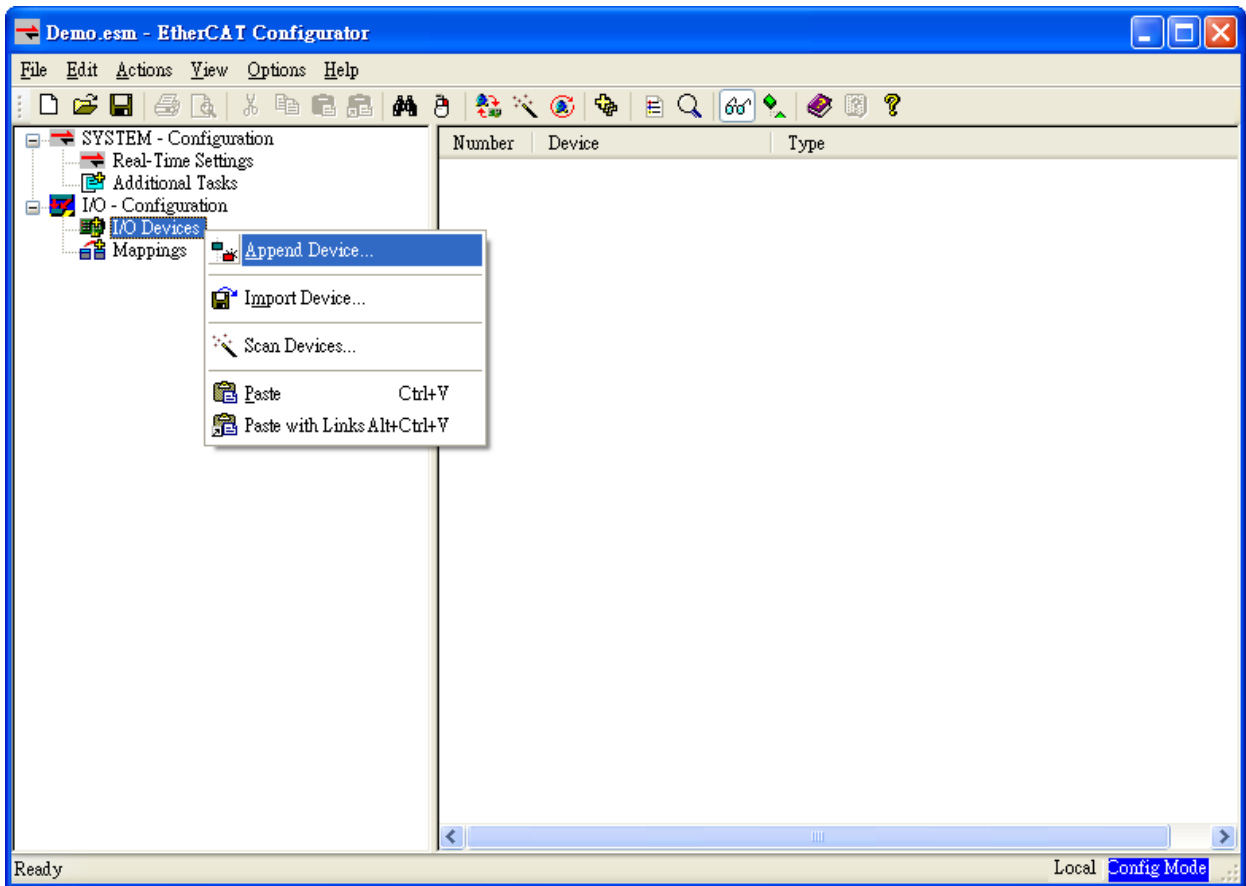 Demo.esm - EtherCAT Configurator
File Edit Actions View Options Help
SYSTEM - Configuration
Real-Time Settings
Additional Tasks
I/O - Configuration
I/O Devices
Mappings
Append Device...
Import Device...
Scan Devices...
Paste Ctrl+V
Paste with Links Alt+Ctrl+V
Number Device Type
Ready Local Config Mode